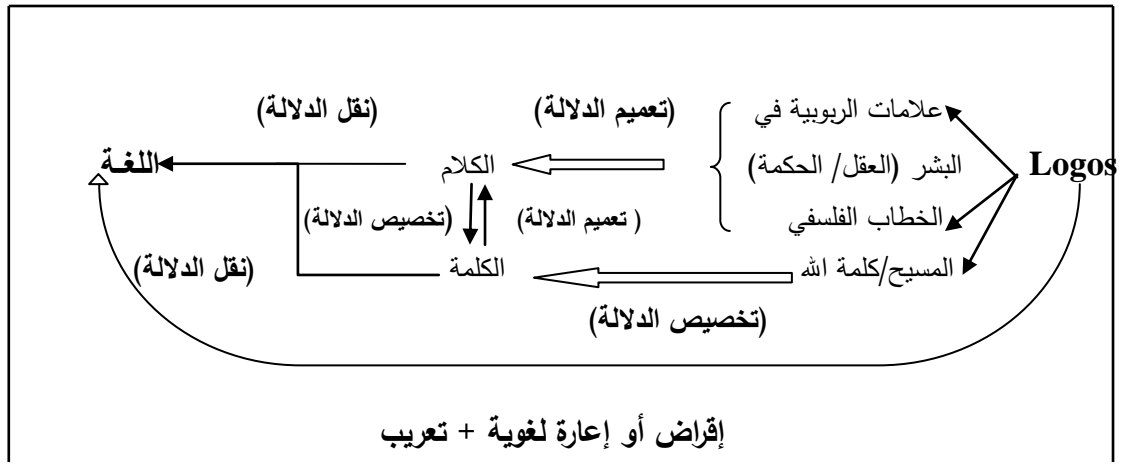 (تعميم الدلالة) (نقل الدلالة)
علامات الربوبية في
Logos البشر (العقل/ الحكمة) الكلام اللغـة
الخطاب الفلسفي ( تعميم الدلالة) (تخصيص الدلالة)
المسيح/كلمة الله الكلمة (نقل الدلالة)
(تخصيص الدلالة)
إقراض أو إعارة لغوية + تعريب